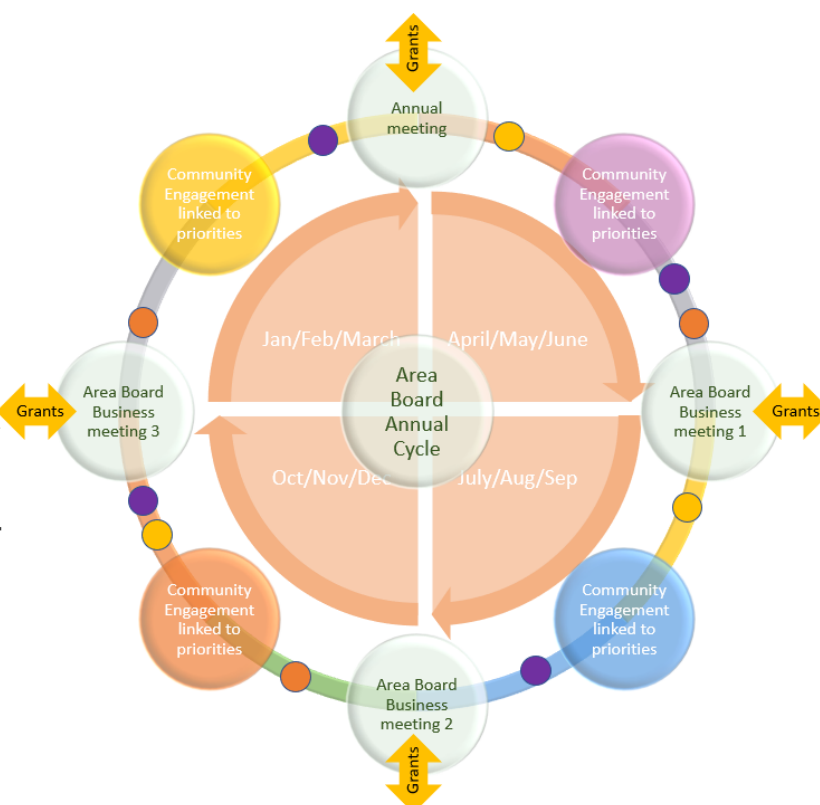 Grants
Annual
meeting
Community
Engagement
linked to
priorities
Community
Engagement
linked to
priorities
Jan/Feb/March
April/May/June
Grants
Area Board
Business
meeting 3
Area
Board
Annual
Cycle
Area Board
Business
meeting 1
Grants
Oct/Nov/Dec
July/Aug/Sep
Community
Engagement
linked to
priorities
Community
Engagement
linked to
priorities
Area Board
Business
meeting 2
Grants